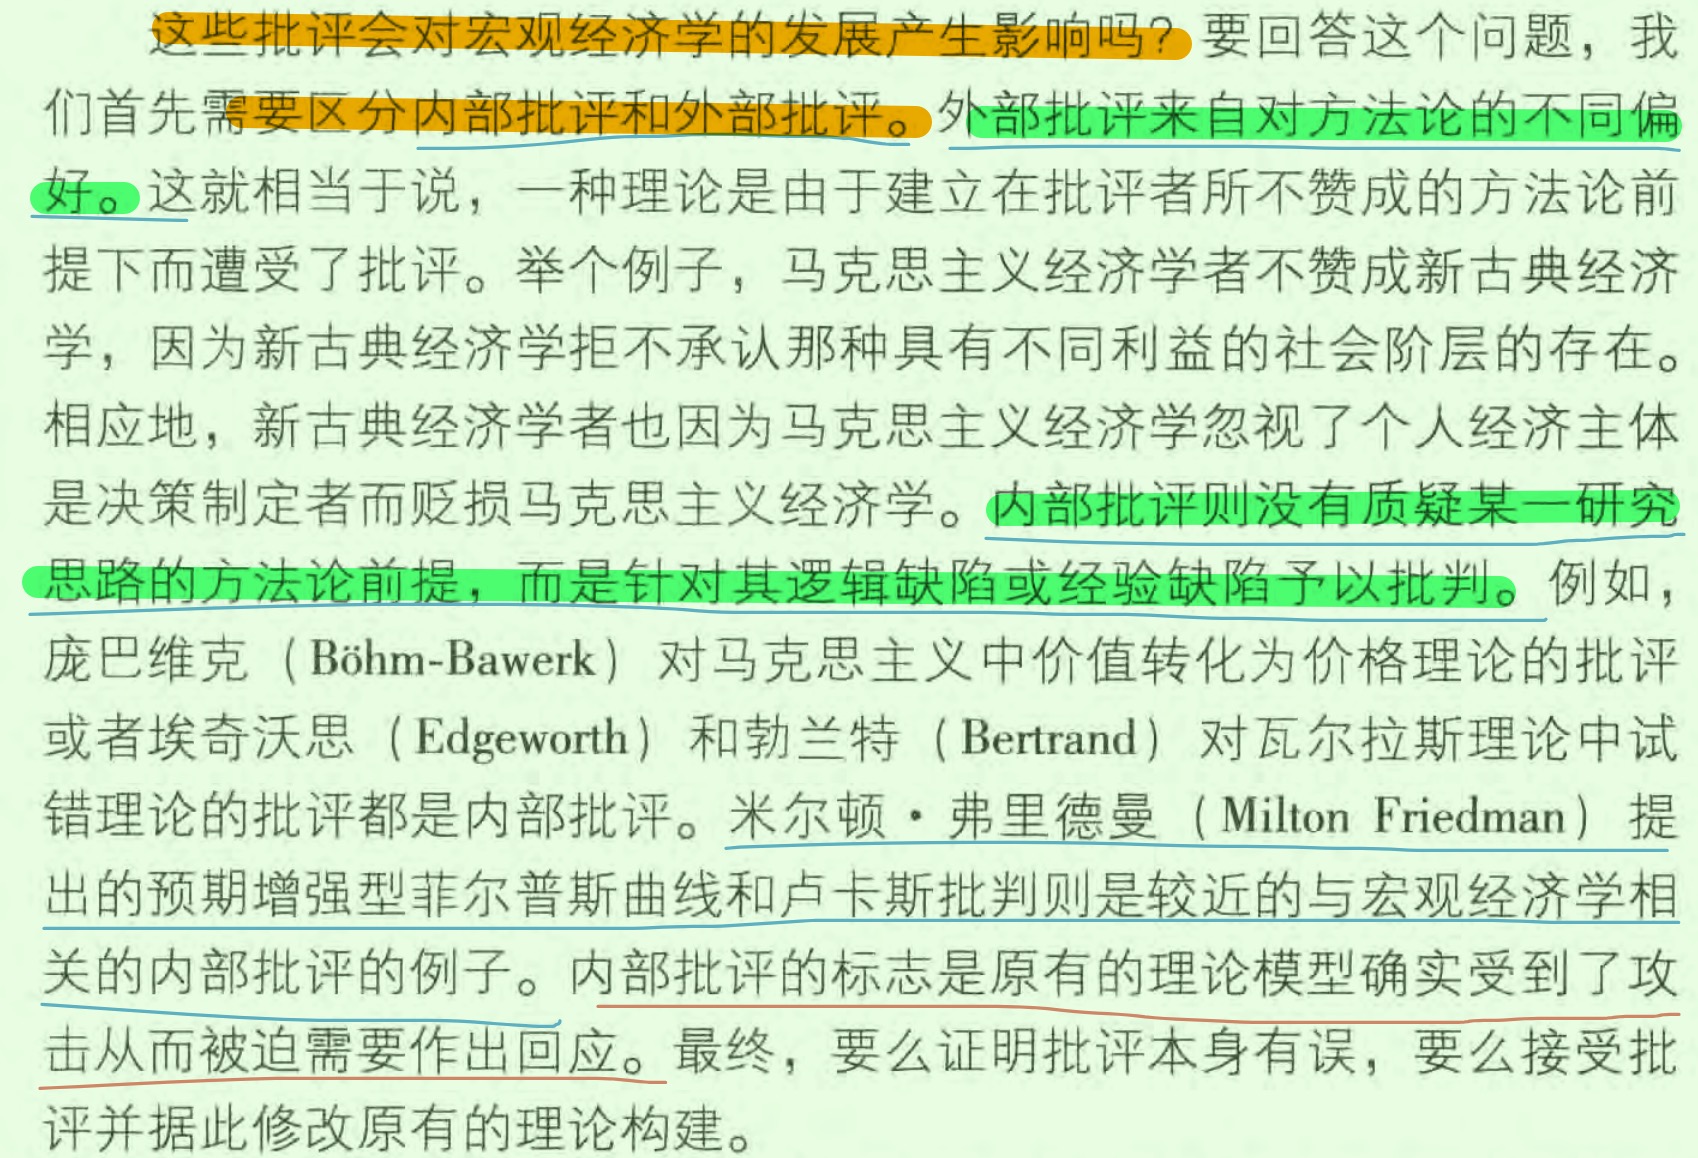 这些批评会对宏观经济学的发展产生影响吗？要回答这个问题，我
们首先需要区分内部批评和外部批评。外部批评来自对方法论的不同偏
好。这就相当于说，一种理论是由于建立在批评者所不赞成的方法论前
提下而遭受了批评。举个例子，马克思主义经济学者不赞成新古典经济
学，因为新古典经济学拒不承认那种具有不同利益的社会阶层的存在。
相应地，新古典经济学者也因为马克思主义经济学忽视了个人经济主体
是决策制定者而贬损马克思主义经济学。内部批评则没有质疑某一研究
思路的方法论前提，而是针对其逻辑缺陷或经验缺陷予以批判。例如，
庞巴维克（Böhm-Bawerk）对马克思主义中价值转化为价格理论的批评
或者埃奇沃思（Edgeworth）和勃兰特（Bertrand）对瓦尔拉斯理论中试
错理论的批评都是内部批评。米尔顿·弗里德曼（Milton Friedman）提
出的预期增强型菲尔普斯曲线和卢卡斯批判则是较近的与宏观经济学相
关的内部批评的例子。内部批评的标志是原有的理论模型确实受到了攻
击从而被迫需要作出回应。最终，要么证明批评本身有误，要么接受批
评并据此修改原有的理论构建。